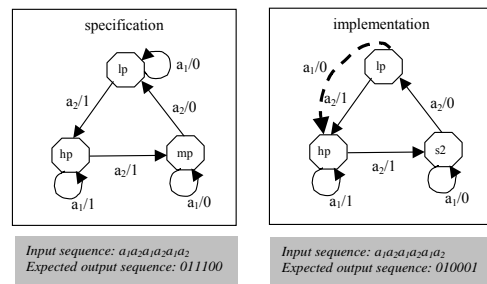 specification
lp
a1/0
a2/1
a2/0
hp
mp
a2/1
a1/1
a1/0
Input sequence: a1a2a1a2a1a2
Expected output sequence: 011100
implementation
a1/0
lp
a2/1
a2/0
hp
s2
a2/1
a1/1
a1/0
Input sequence: a1a2a1a2a1a2
Expected output sequence: 010001